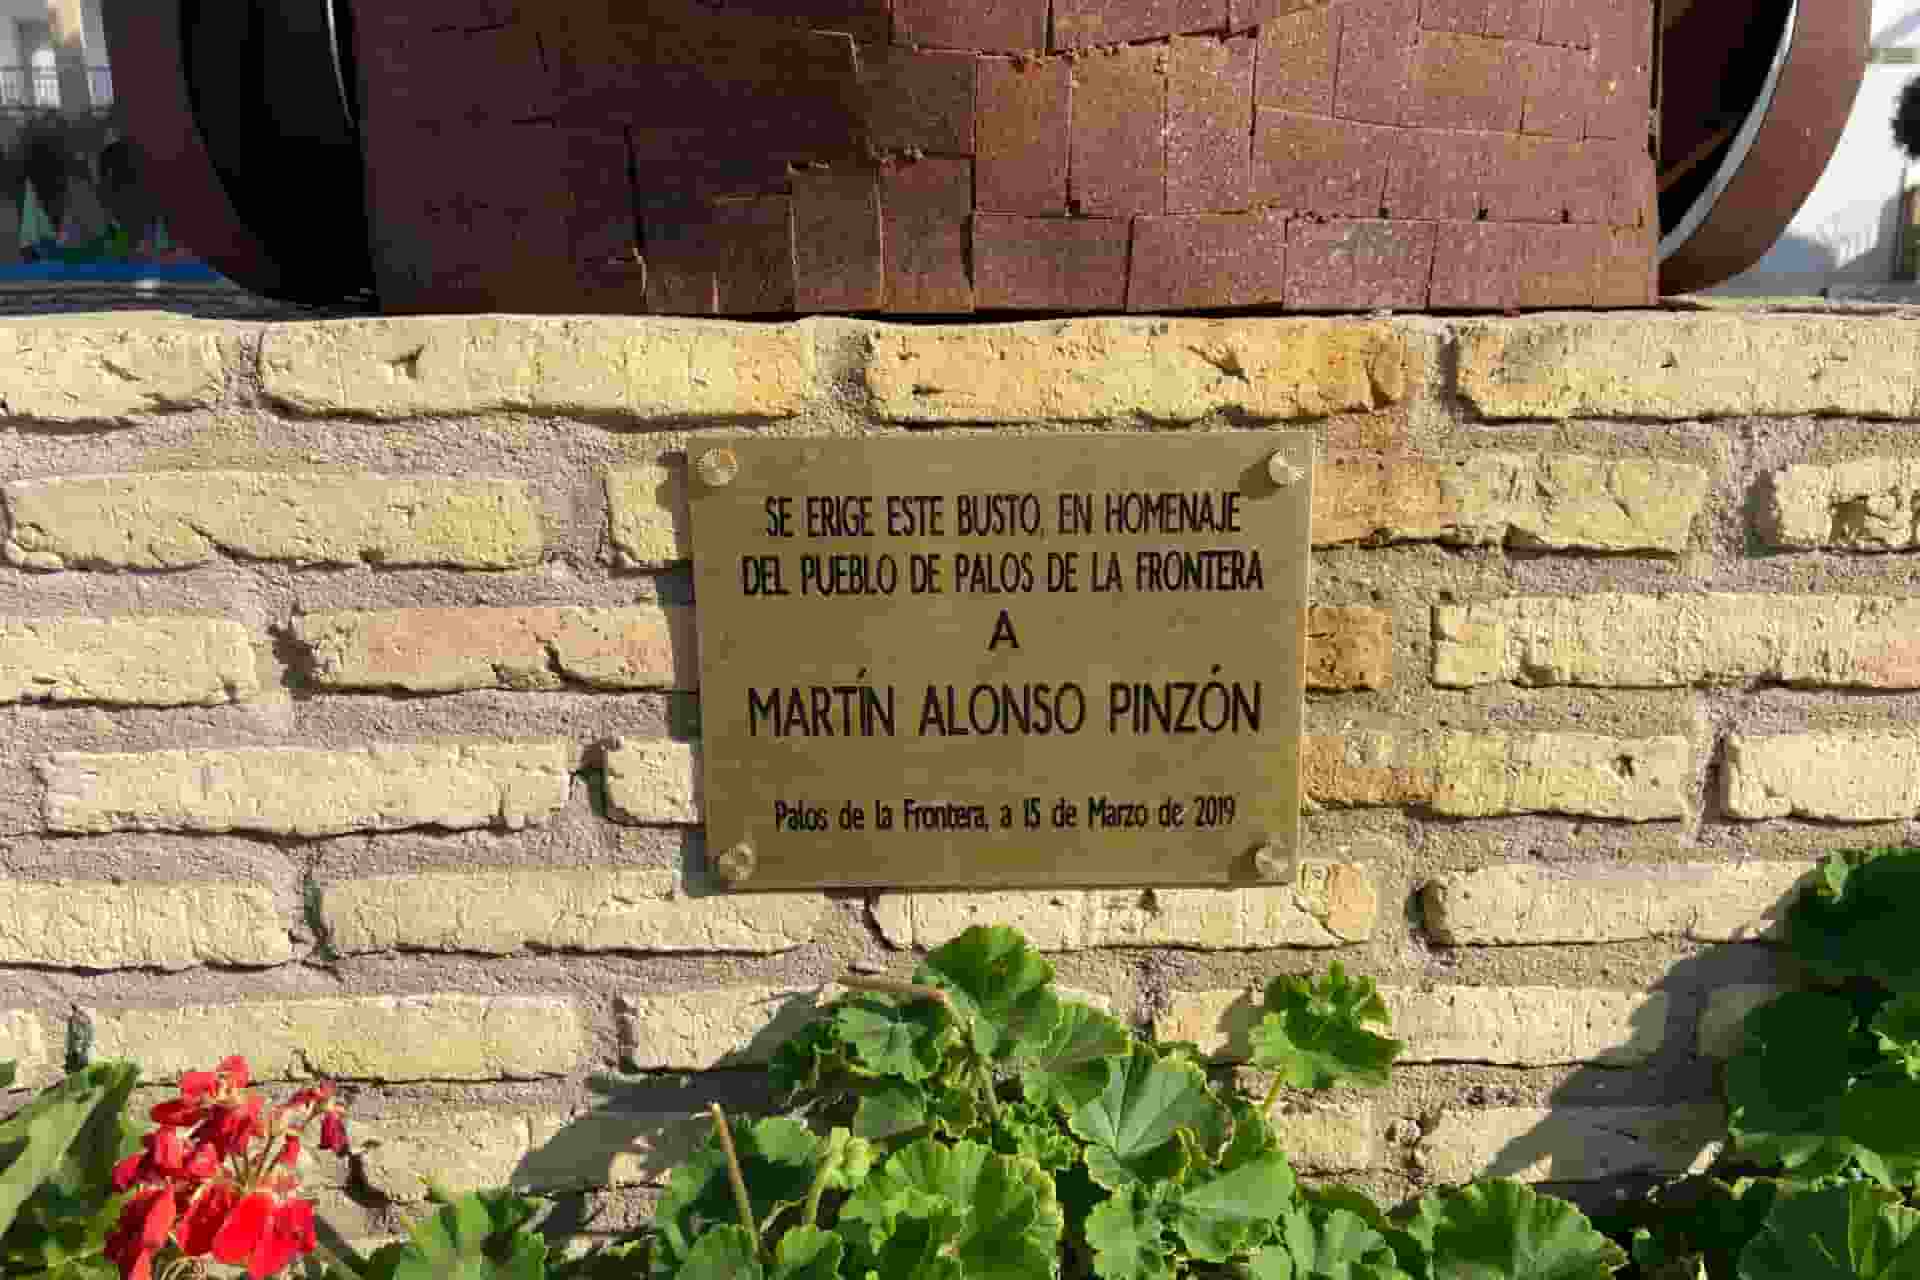 SE ERIGE ESTE BUSTO, EN HOMENAJE
DEL PUEBLO DE PALOS DE LA FRONTERA
A
MARTÍN ALONSO PINZÓN
Palos de la Frontera, a 15 de Marzo de 2019